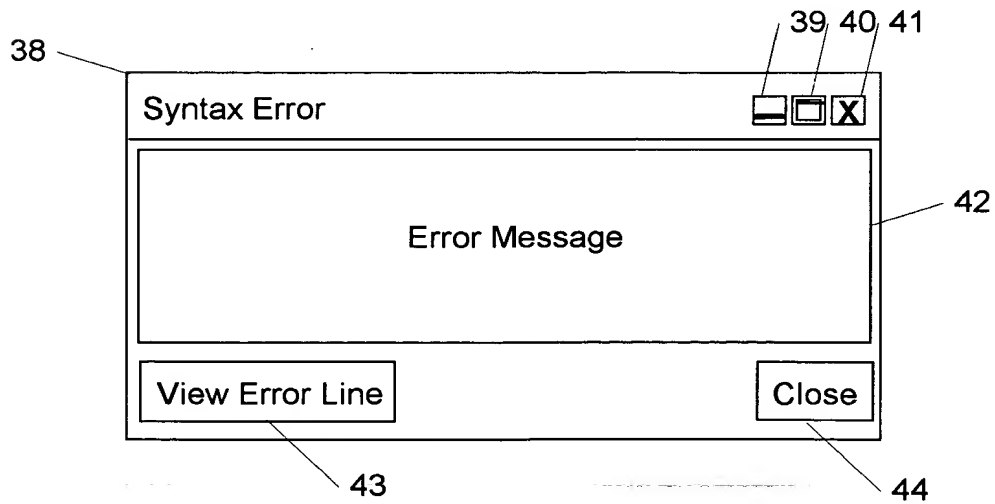 39 40 41
38
Syntax Error X
42
Error Message
View Error Line Close
43 44